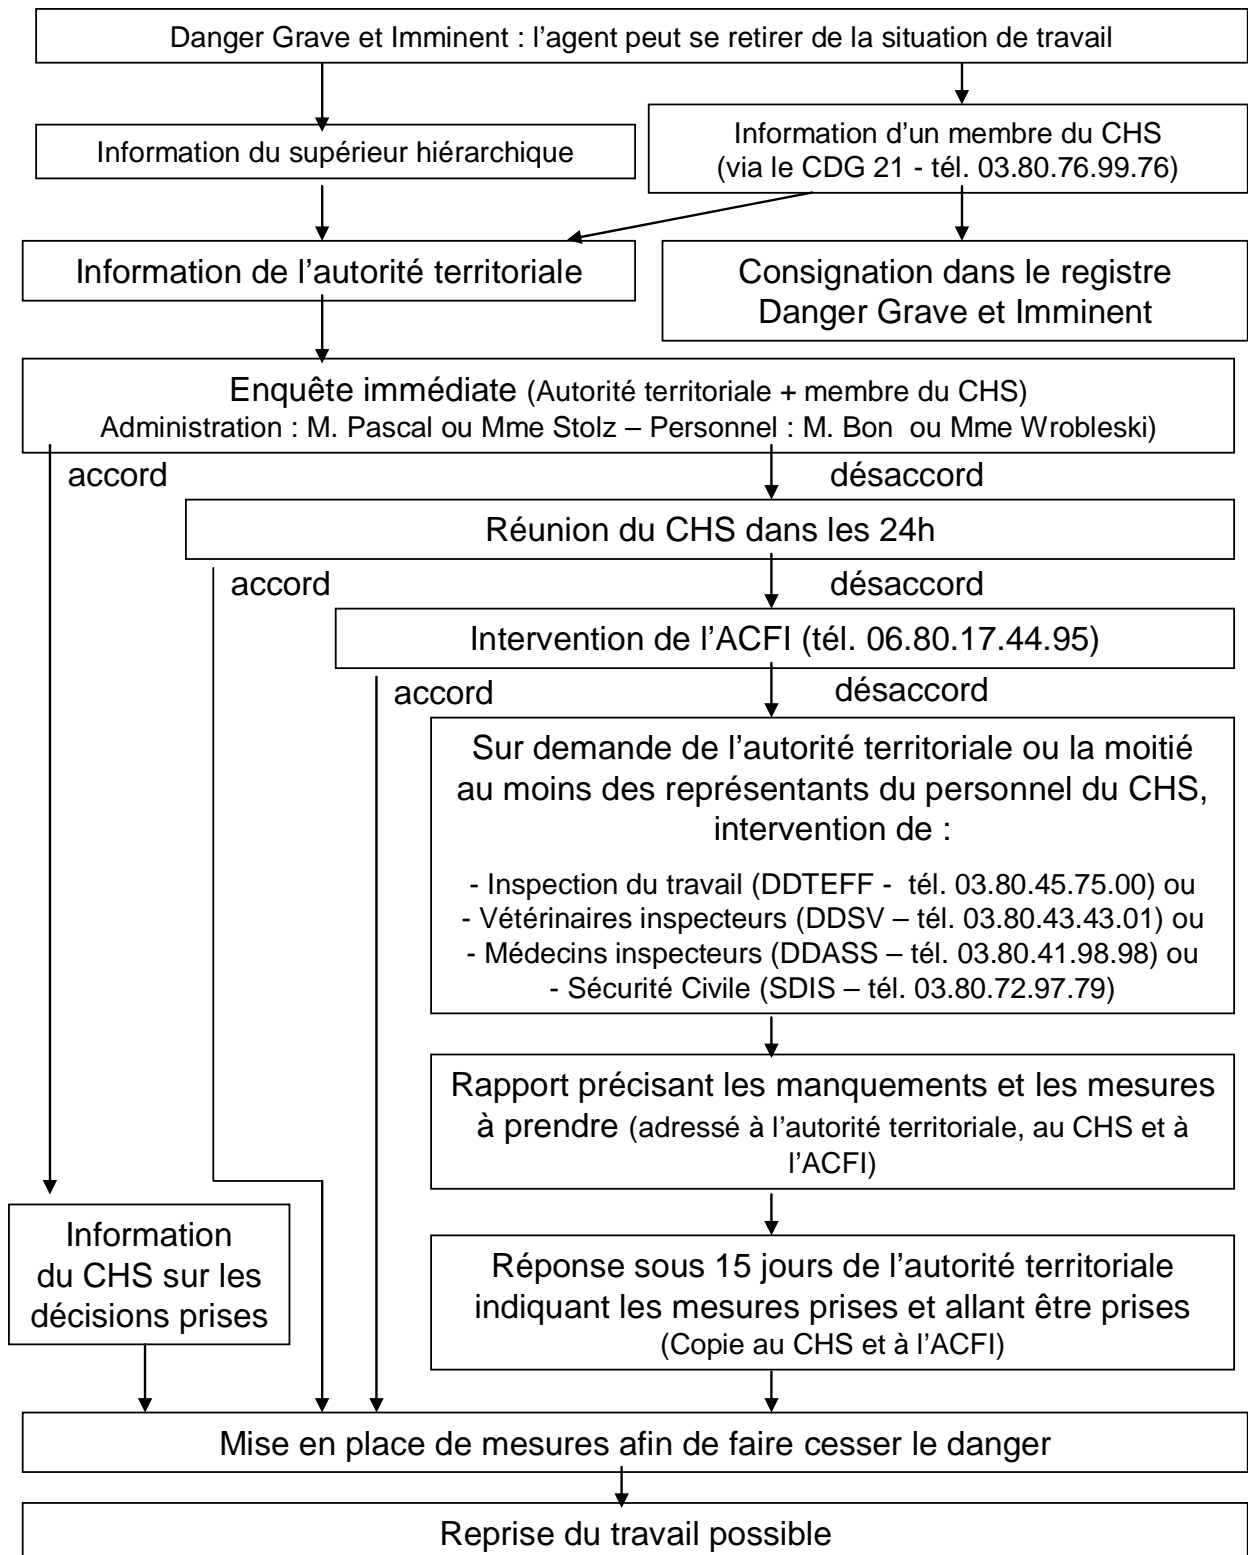 Danger Grave et Imminent : l'agent peut se retirer de la situation de travail
Information du supérieur hiérarchique
Information d'un membre du CHS
(via le CDG 21 - tél. 03.80.76.99.76)
Information de l'autorité territoriale
Consignation dans le registre
Danger Grave et Imminent
Enquête immédiate (Autorité territoriale + membre du CHS)
Administration : M. Pascal ou Mme Stolz – Personnel : M. Bon ou Mme Wrobleski)
accord
désaccord
Réunion du CHS dans les 24h
accord
désaccord
Intervention de l'ACFI (tél. 06.80.17.44.95)
accord
désaccord
Sur demande de l'autorité territoriale ou la moitié
au moins des représentants du personnel du CHS,
intervention de :
- Inspection du travail (DDTEFF - tél. 03.80.45.75.00) ou
- Vétérinaires inspecteurs (DDSV – tél. 03.80.43.43.01) ou
- Médecins inspecteurs (DDASS – tél. 03.80.41.98.98) ou
- Sécurité Civile (SDIS – tél. 03.80.72.97.79)
Rapport précisant les manquements et les mesures
à prendre (adressé à l'autorité territoriale, au CHS et à
l'ACFI)
Information
du CHS sur les
décisions prises
Réponse sous 15 jours de l'autorité territoriale
indiquant les mesures prises et allant être prises
(Copie au CHS et à l'ACFI)
Mise en place de mesures afin de faire cesser le danger
Reprise du travail possible